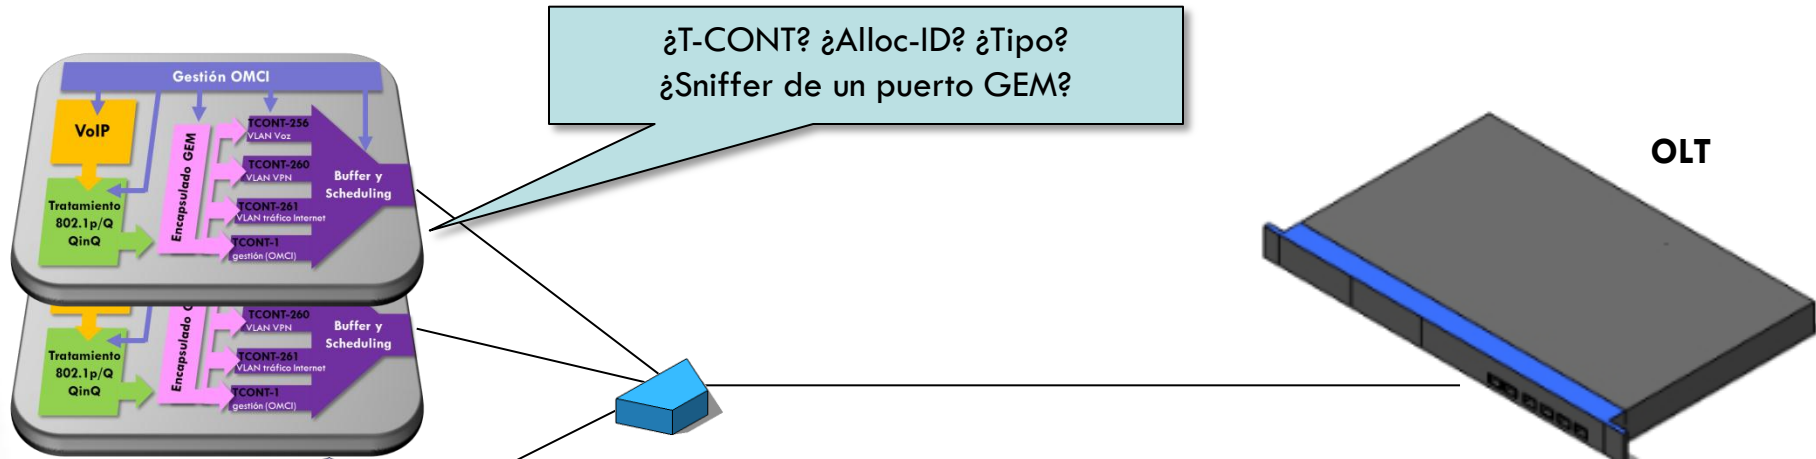 ¿T-CONT? ¿Alloc-ID? ¿Tipo?
¿Sniffer de un puerto GEM?
OLT
Gestión OMCI
VoIP
Tratamiento
802.1p/Q
QinQ
Encapsulado GEM
TCONT-256
VLAN Voz
TCONT-260
VLAN VPN
TCONT-261
VLAN tráfico Internet
TCONT-1
gestión (OMCI)
Buffer y
Scheduling
Tratamiento
802.1p/Q
QinQ
Encapsulado
TCONT-260
VLAN VPN
TCONT-261
VLAN tráfico Internet
TCONT-1
gestión (OMCI)
Buffer y
Scheduling